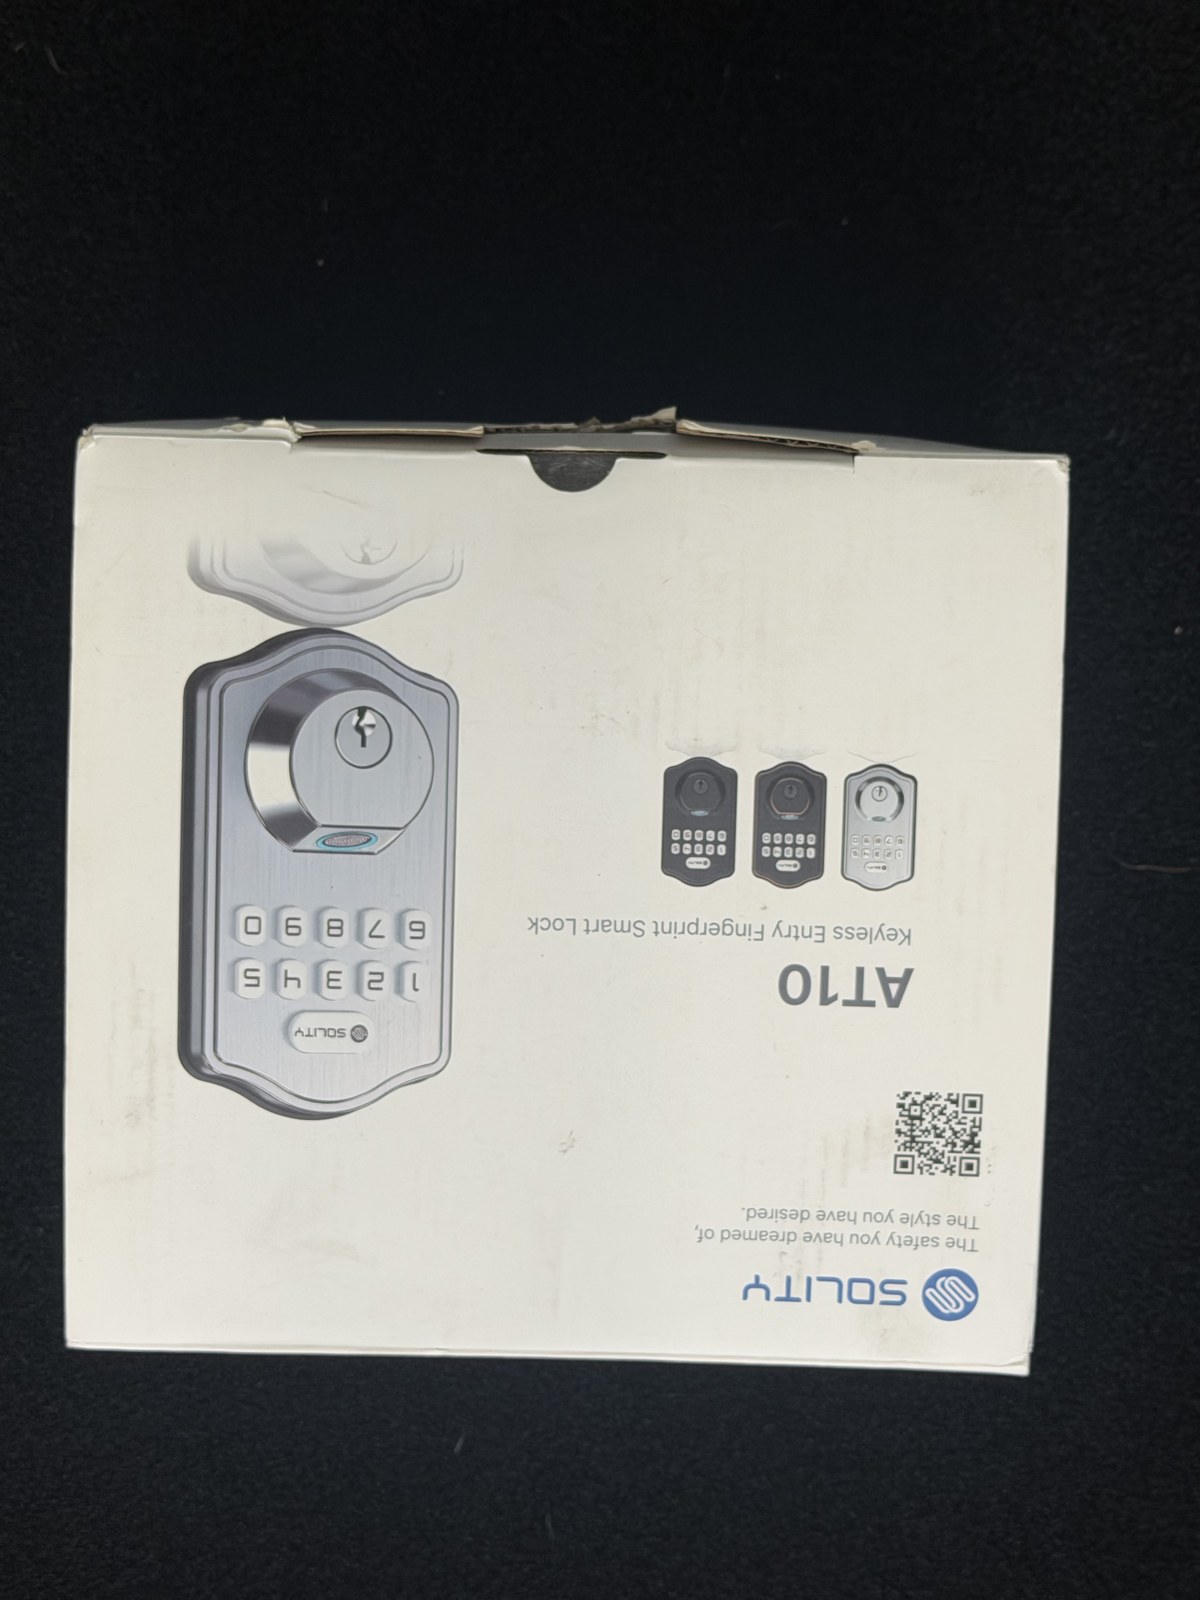 SOLITY
The safety you have dreamed of,
The style you have desired.
AT10
Keyless Entry Fingerprint Smart Lock
SOLITY
1 2 3 4 5
6 7 8 9 0